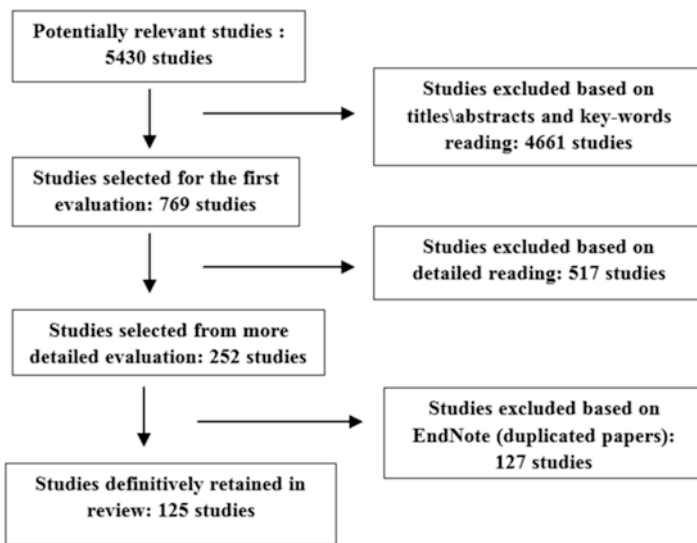 Potentially relevant studies :
5430 studies
Studies excluded based on
titles\abstracts and key-words
reading: 4661 studies
Studies selected for the first
evaluation: 769 studies
Studies excluded based on
detailed reading: 517 studies
Studies selected from more
detailed evaluation: 252 studies
Studies excluded based on
EndNote (duplicated papers):
127 studies
Studies definitively retained in
review: 125 studies